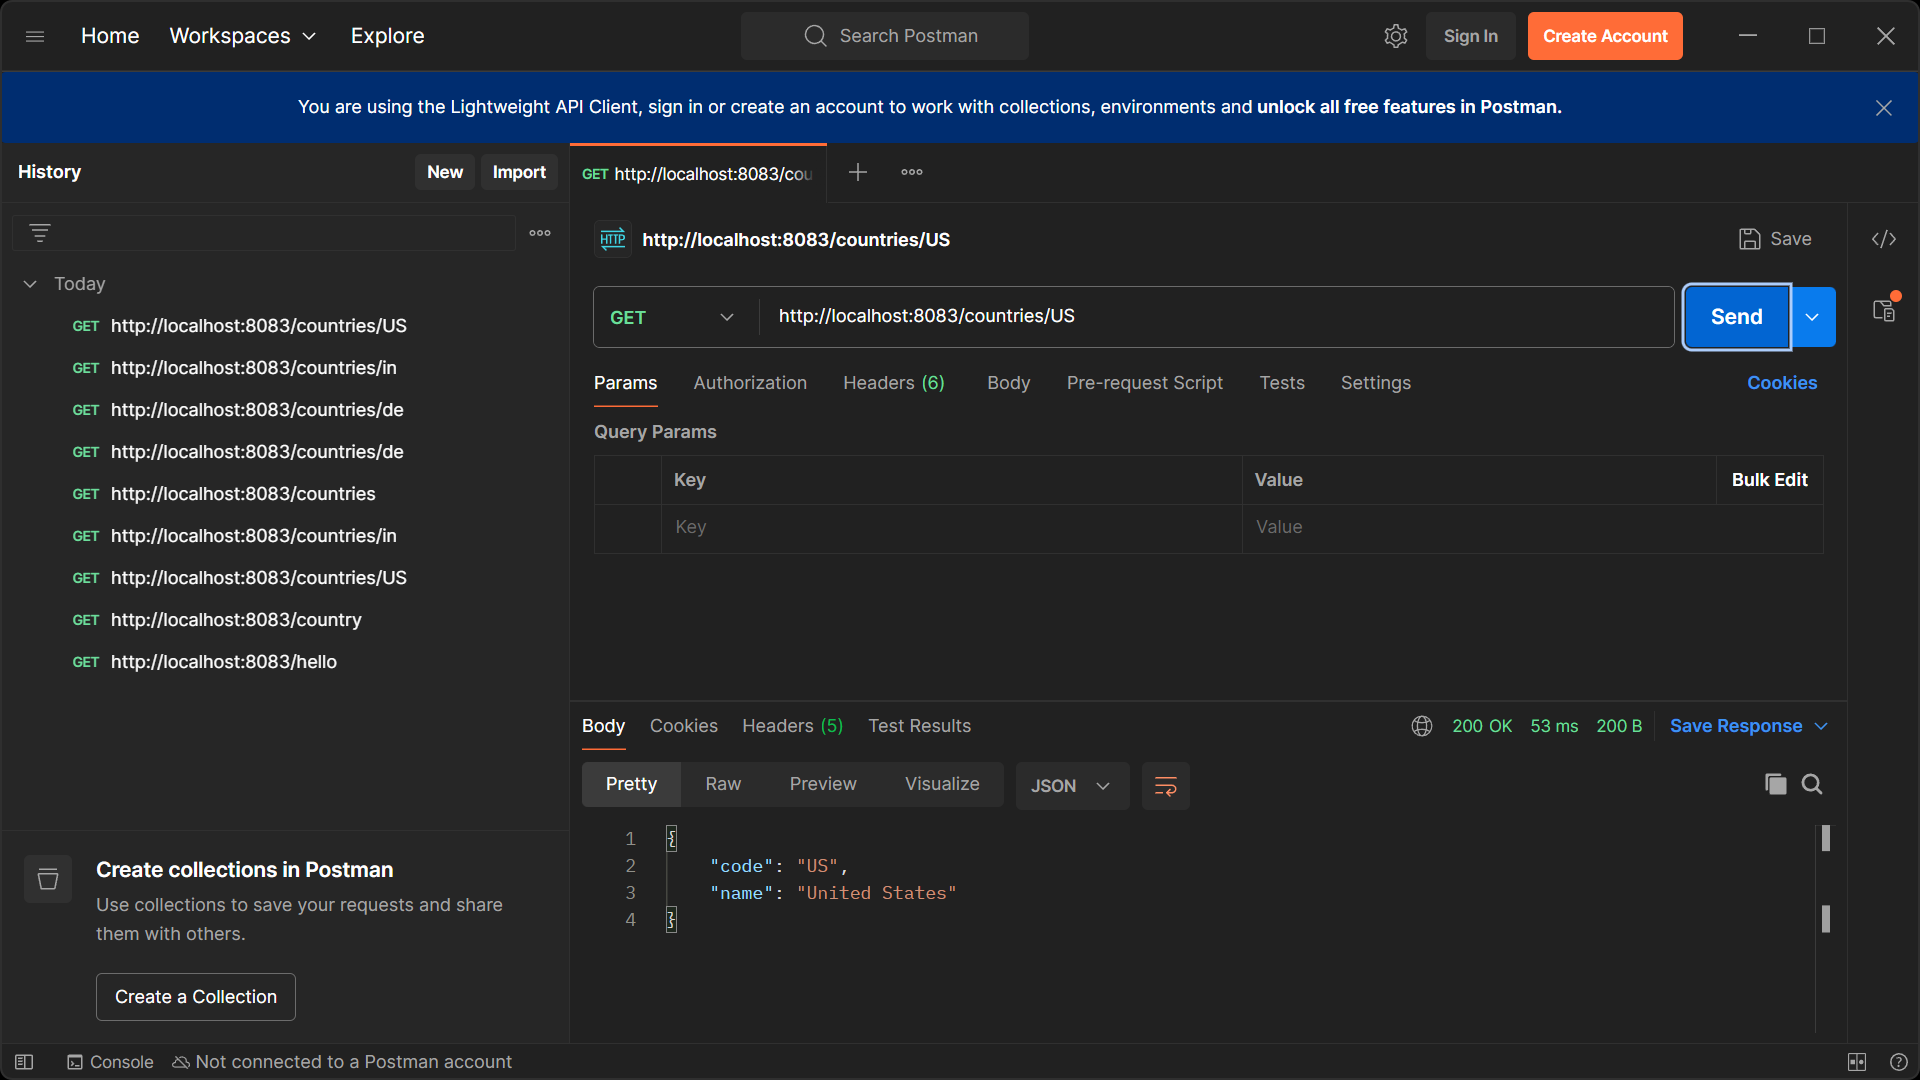 Home Workspaces Explore Search Postman Sign In Create Account
You are using the Lightweight API Client, sign in or create an account to work with collections, environments and unlock all free features in Postman.
History New Import
Today
GET http://localhost:8083/countries/US
GET http://localhost:8083/countries/in
GET http://localhost:8083/countries/de
GET http://localhost:8083/countries/de
GET http://localhost:8083/countries
GET http://localhost:8083/countries/in
GET http://localhost:8083/countries/US
GET http://localhost:8083/country
GET http://localhost:8083/hello
Create collections in Postman
Use collections to save your requests and share
them with others.
Create a Collection
GET http://localhost:8083/cou
HTTP http://localhost:8083/countries/US Save
GET http://localhost:8083/countries/US Send
Params Authorization Headers (6) Body Pre-request Script Tests Settings Cookies
Query Params
Key Value Bulk Edit
Key Value
Body Cookies Headers (5) Test Results 200 OK 53 ms 200 B Save Response
Pretty Raw Preview Visualize JSON
1 {
2 "code": "US",
3 "name": "United States"
4 }
Console Not connected to a Postman account